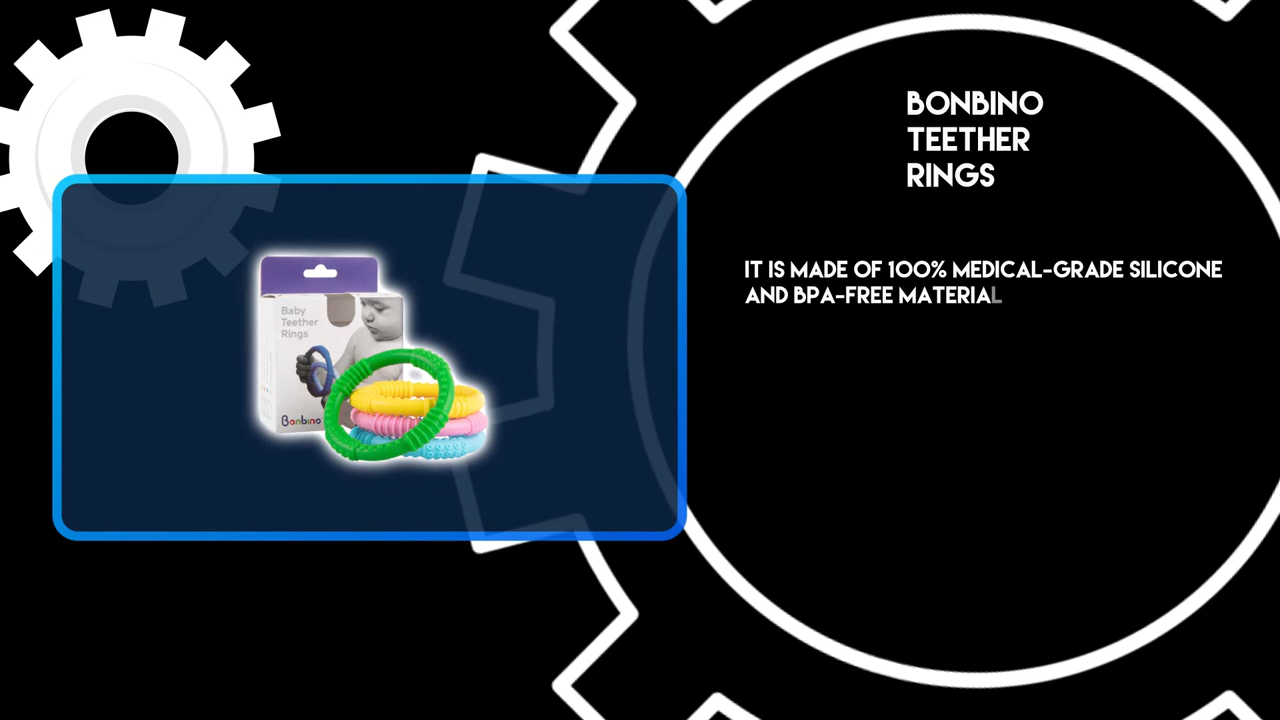 BONBINO
TEETHER
RINGS
IT IS MADE OF 100% MEDICAL-GRADE SILICONE
AND BPA-FREE MATERIAL
Baby
Teether
Rings
Bonbino